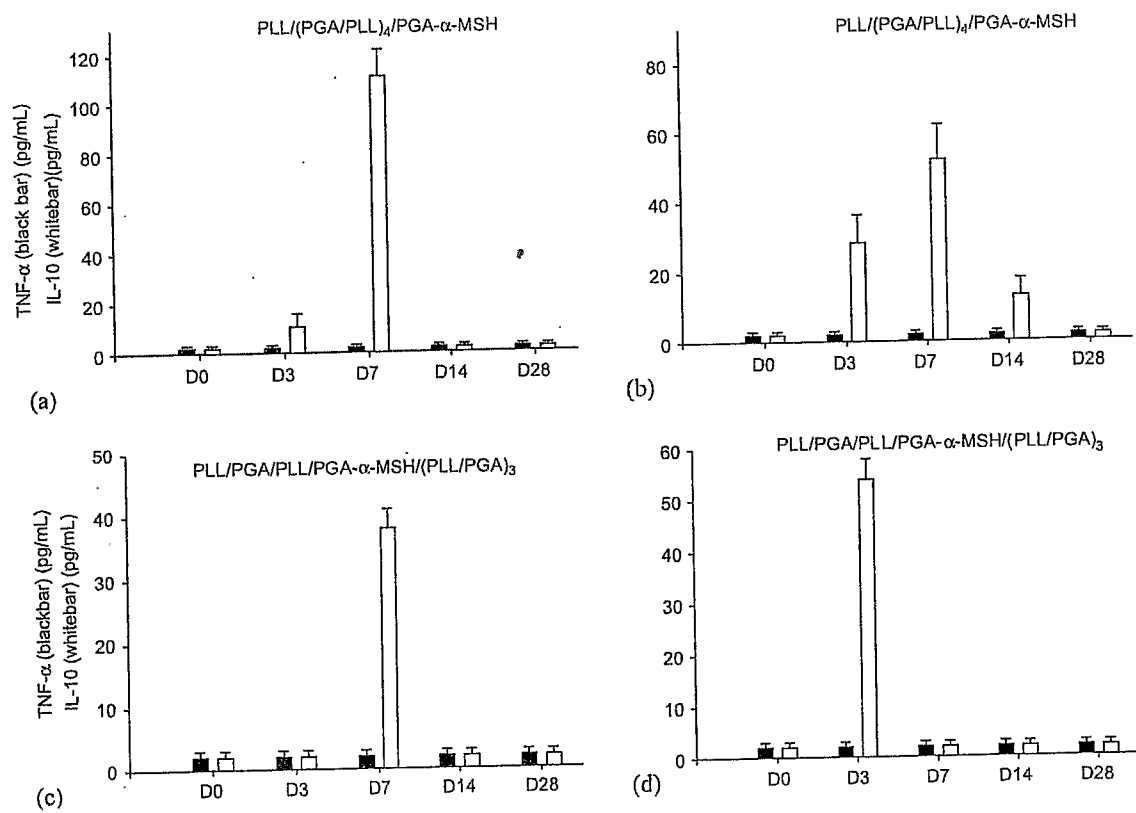 (a)
PLL/(PGA/PLL)4/PGA-α-MSH
TNF-α (black bar) (pg/mL)
IL-10 (whitebar)(pg/mL)
120
100
80
60
40
20
0
D0 D3 D7 D14 D28
(b)
PLL/(PGA/PLL)4/PGA-α-MSH
80
60
40
20
0
D0 D3 D7 D14 D28
(c)
PLL/PGA/PLL/PGA-α-MSH/(PLL/PGA)3
TNF-α (blackbar) (pg/mL)
IL-10 (whitebar) (pg/mL)
50
40
30
20
10
0
D0 D3 D7 D14 D28
(d)
PLL/PGA/PLL/PGA-α-MSH/(PLL/PGA)3
60
50
40
30
20
10
0
D0 D3 D7 D14 D28